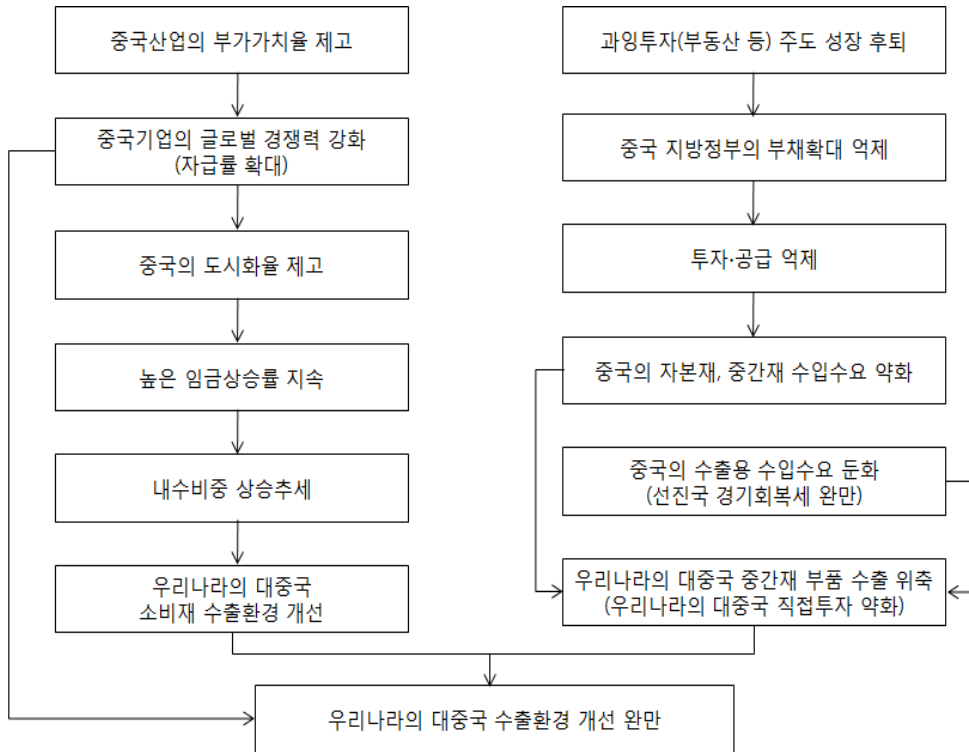 중국산업의 부가가치율 제고
중국기업의 글로벌 경쟁력 강화
(자급률 확대)
중국의 도시화율 제고
높은 임금상승률 지속
내수비중 상승추세
우리나라의 대중국
소비재 수출환경 개선
과잉투자(부동산 등) 주도 성장 후퇴
중국 지방정부의 부채확대 억제
투자·공급 억제
중국의 자본재, 중간재 수입수요 약화
중국의 수출용 수입수요 둔화
(선진국 경기회복세 완만)
우리나라의 대중국 중간재 부품 수출 위축
(우리나라의 대중국 직접투자 약화)
우리나라의 대중국 수출환경 개선 완만